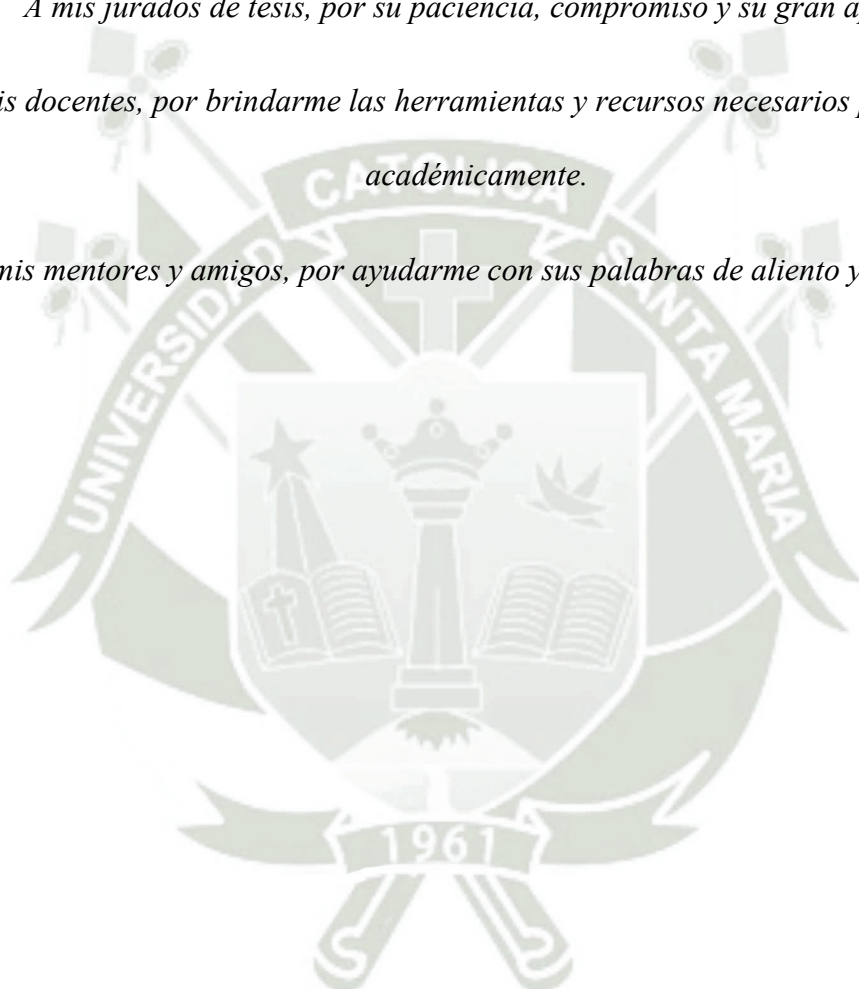 A mis jurados de tesis, por su paciencia, compromiso y su gran
is docentes, por brindarme las herramientas y recursos necesarios
académicamente.
mis mentores y amigos, por ayudarme con sus palabras de aliento y
CATOLICA
UNIVERSIDAD
SANTA MARIA
1961